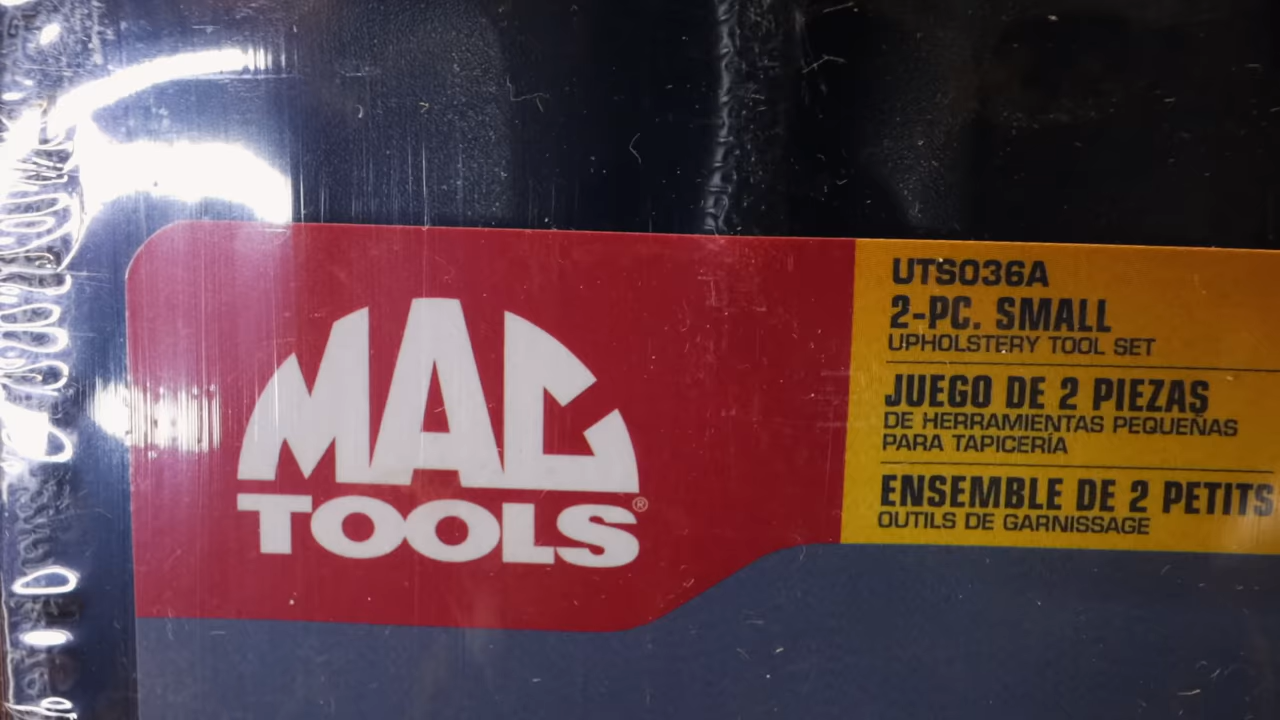 MAC
TOOLS®
UTS036A
2-PC. SMALL
UPHOLSTERY TOOL SET
JUEGO DE 2 PIEZAS
DE HERRAMIENTAS PEQUEÑAS
PARA TAPICERÍA
ENSEMBLE DE 2 PETITS
OUTILS DE GARNISSAGE